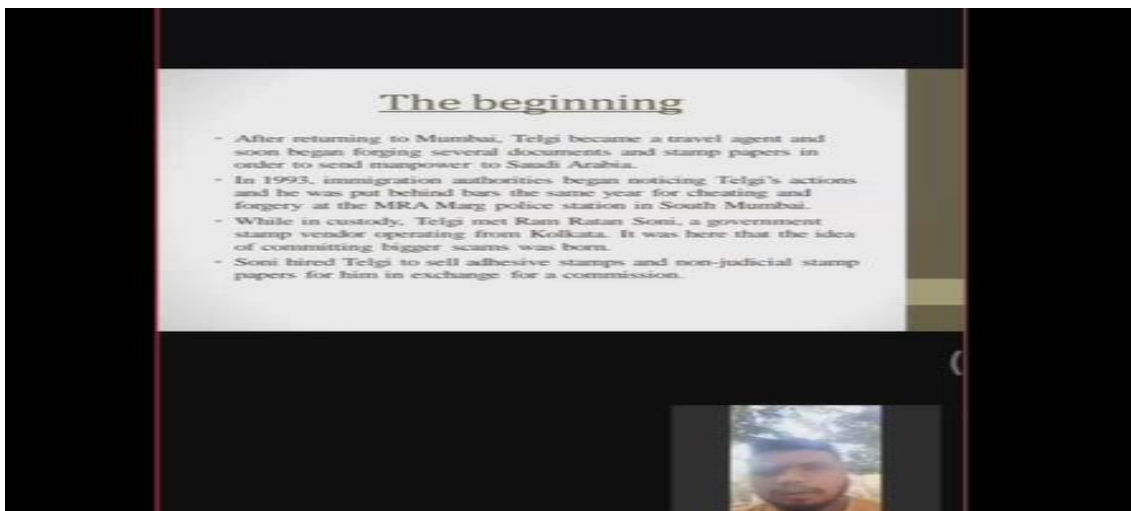 The beginning
- After returning to Mumbai, Telgi became a travel agent and
soon began forging several documents and stamp papers in
order to send manpower to Saudi Arabia.
- In 1993, immigration authorities began noticing Telgi's actions
and he was put behind bars the same year for cheating and
forgery at the MRA Marg police station in South Mumbai.
- While in custody, Telgi met Ram Ratan Soni, a government
stamp vendor operating from Kolkata. It was here that the idea
of committing bigger scams was born.
- Soni hired Telgi to sell adhesive stamps and non-judicial stamp
papers for him in exchange for a commission.
(